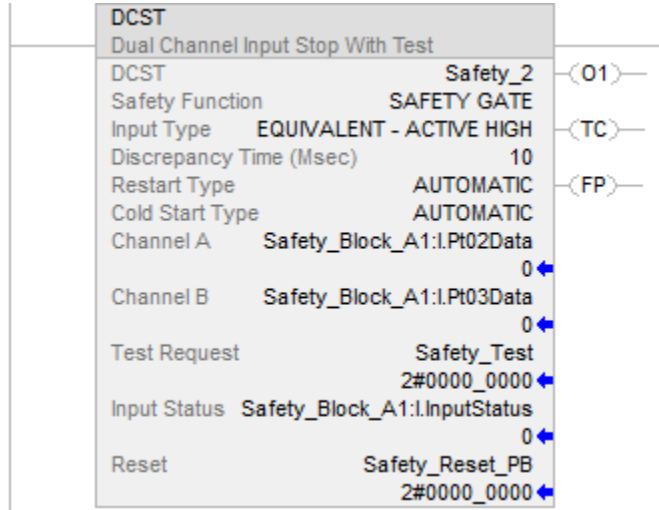 DCST
Dual Channel Input Stop With Test
DCST Safety_2 (O1)
Safety Function SAFETY GATE
Input Type EQUIVALENT - ACTIVE HIGH (TC)
Discrepancy Time (Msec) 10
Restart Type AUTOMATIC (FP)
Cold Start Type AUTOMATIC
Channel A Safety_Block_A1:I.Pt02Data
0
Channel B Safety_Block_A1:I.Pt03Data
0
Test Request Safety_Test
2#0000_0000
Input Status Safety_Block_A1:I.InputStatus
0
Reset Safety_Reset_PB
2#0000_0000